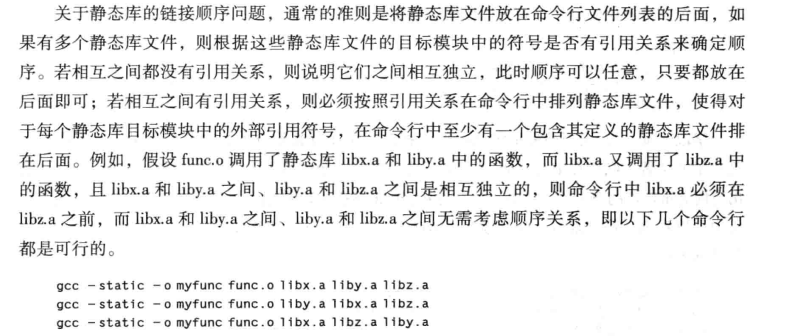 关于静态库的链接顺序问题，通常的准则是将静态库文件放在命令行文件列表的后面，如
果有多个静态库文件，则根据这些静态库文件的目标模块中的符号是否有引用关系来确定顺
序。若相互之间都没有引用关系，则说明它们之间相互独立，此时顺序可以任意，只要都放在
后面即可；若相互之间有引用关系，则必须按照引用关系在命令行中排列静态库文件，使得对
于每个静态库目标模块中的外部引用符号，在命令行中至少有一个包含其定义的静态库文件排
在后面。例如，假设 func.o 调用了静态库 libx.a 和 liby.a 中的函数，而 libx.a 又调用了 libz.a 中
的函数，且 libx.a 和 liby.a 之间、liby.a 和 libz.a 之间是相互独立的，则命令行中 libx.a 必须在
libz.a 之前，而 libx.a 和 liby.a 之间、liby.a 和 libz.a 之间无需考虑顺序关系，即以下几个命令行
都是可行的。
gcc -static -o myfunc func.o libx.a liby.a libz.a
gcc -static -o myfunc func.o liby.a libx.a libz.a
gcc -static -o myfunc func.o libx.a libz.a liby.a